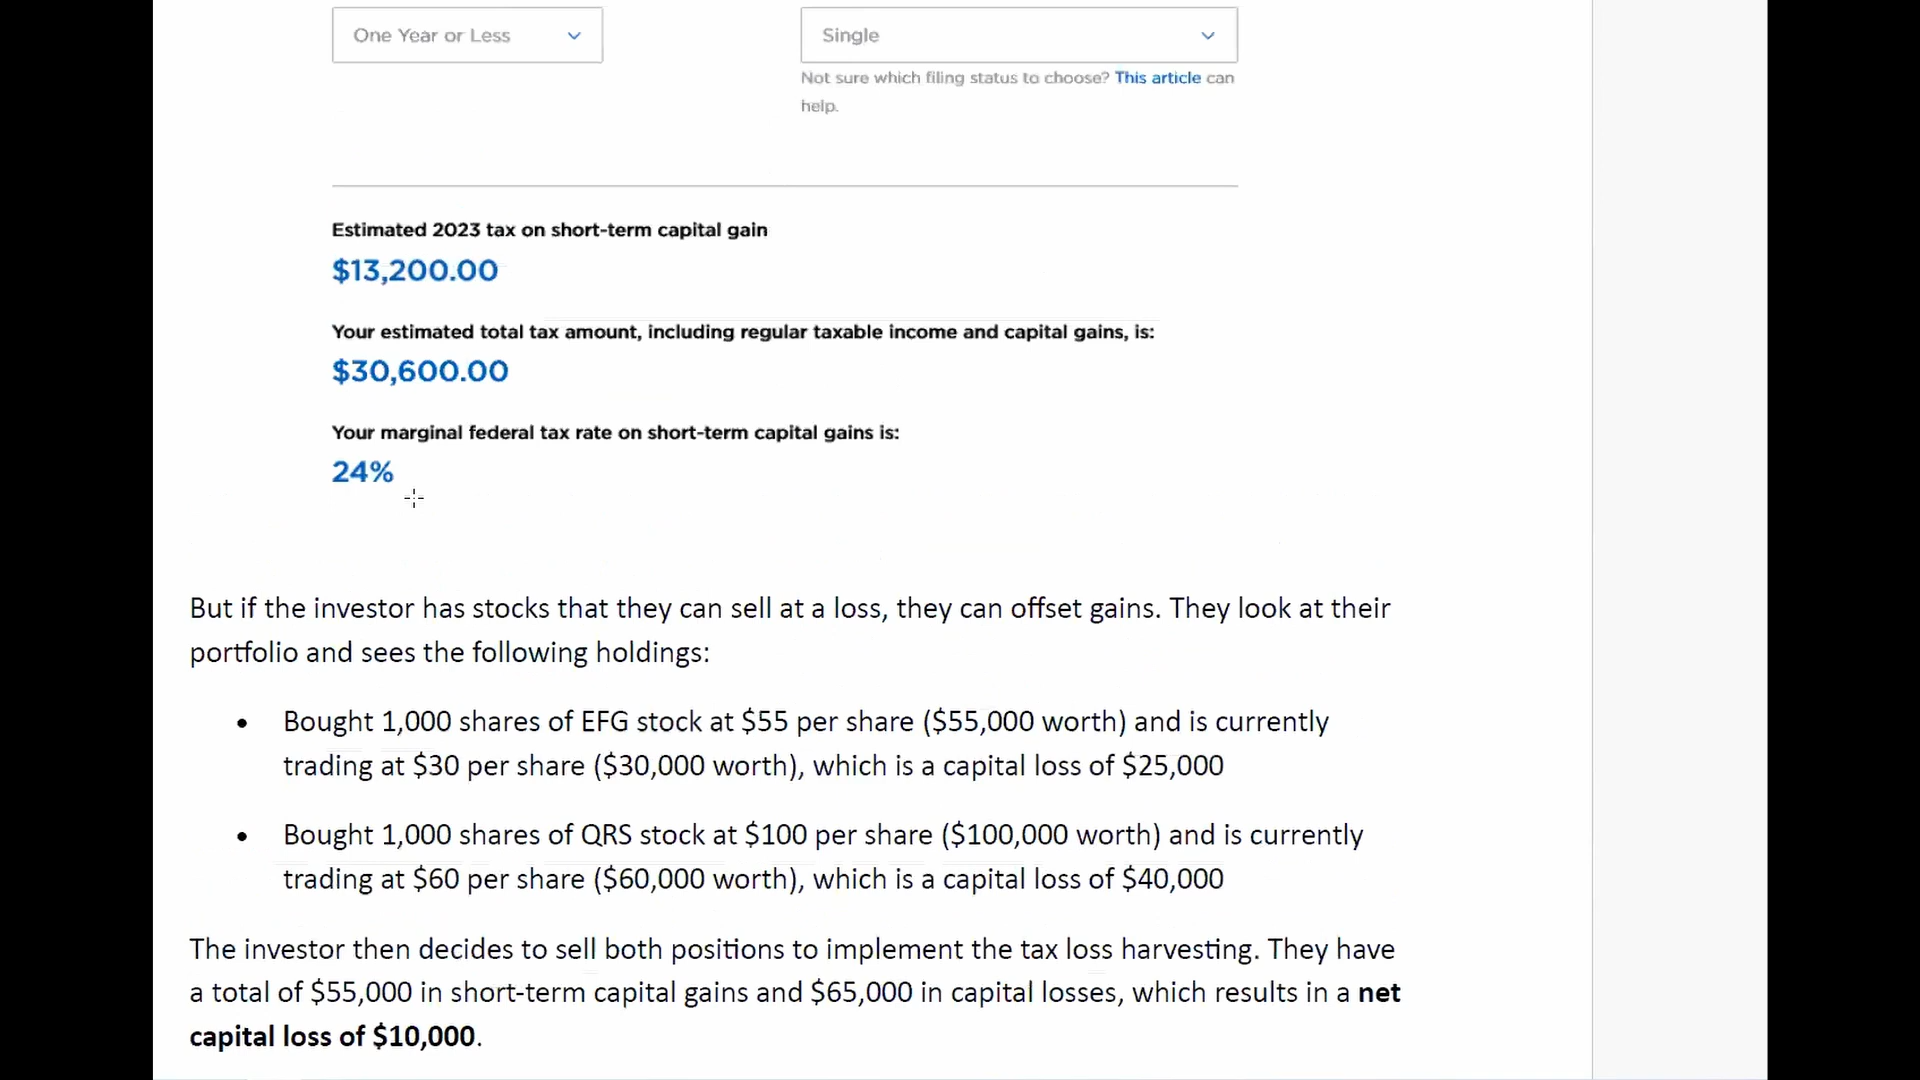 One Year or Less
Single
Not sure which filing status to choose? This article can
help.
Estimated 2023 tax on short-term capital gain
$13,200.00
Your estimated total tax amount, including regular taxable income and capital gains, is:
$30,600.00
Your marginal federal tax rate on short-term capital gains is:
24%
But if the investor has stocks that they can sell at a loss, they can offset gains. They look at their
portfolio and sees the following holdings:
• Bought 1,000 shares of EFG stock at $55 per share ($55,000 worth) and is currently
trading at $30 per share ($30,000 worth), which is a capital loss of $25,000
• Bought 1,000 shares of QRS stock at $100 per share ($100,000 worth) and is currently
trading at $60 per share ($60,000 worth), which is a capital loss of $40,000
The investor then decides to sell both positions to implement the tax loss harvesting. They have
a total of $55,000 in short-term capital gains and $65,000 in capital losses, which results in a net
capital loss of $10,000.